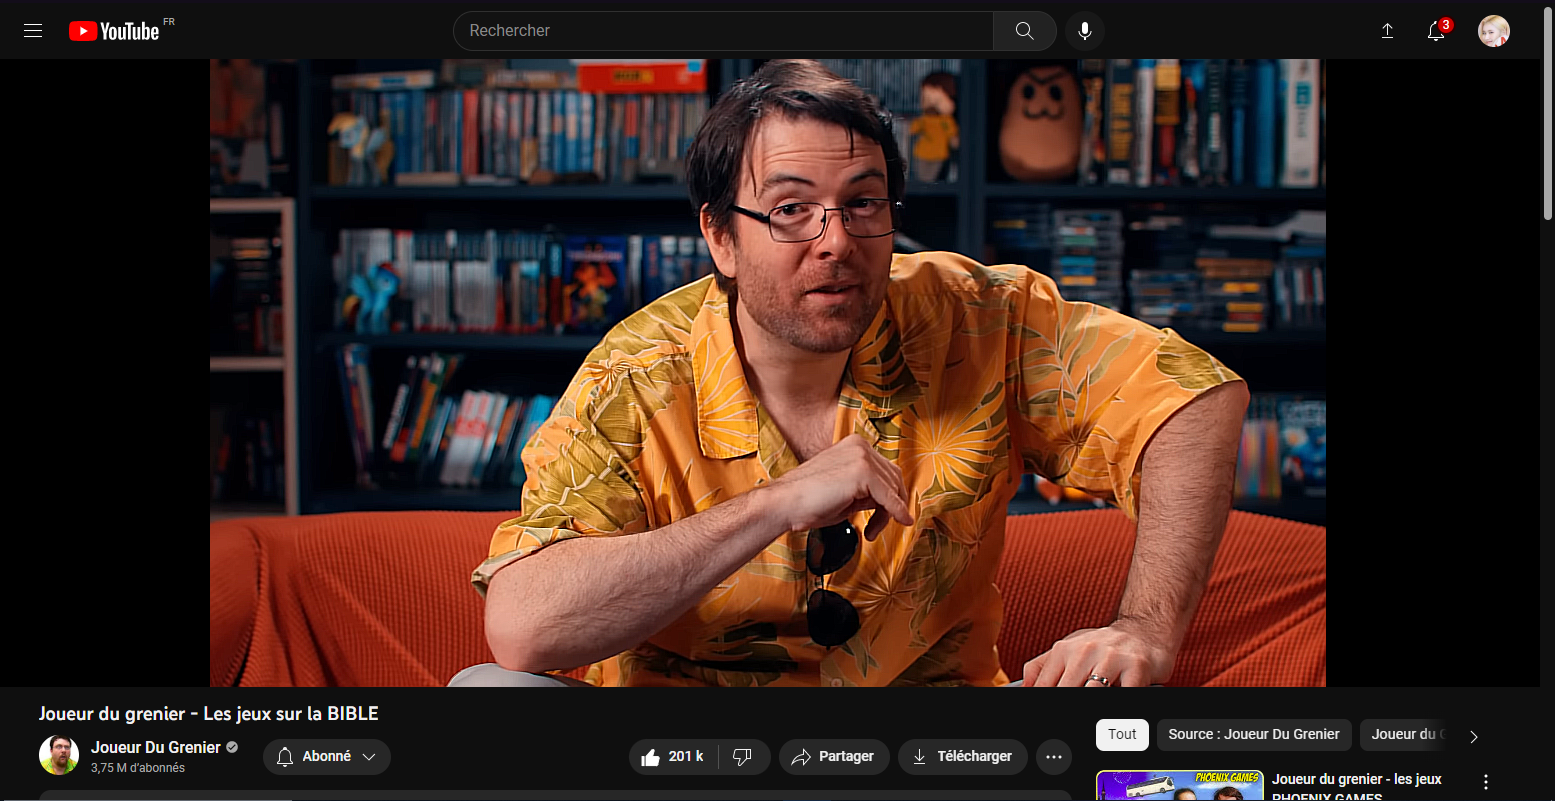 YouTube FR
Rechercher
3
Joueur du grenier - Les jeux sur la BIBLE
Joueur Du Grenier
3,75 M d'abonnés
Abonné
201 k
Partager
Télécharger
Tout
Source : Joueur Du Grenier
Joueur du G
PHOENIX GAMES
Joueur du grenier - les jeux
PHOENIX GAMES